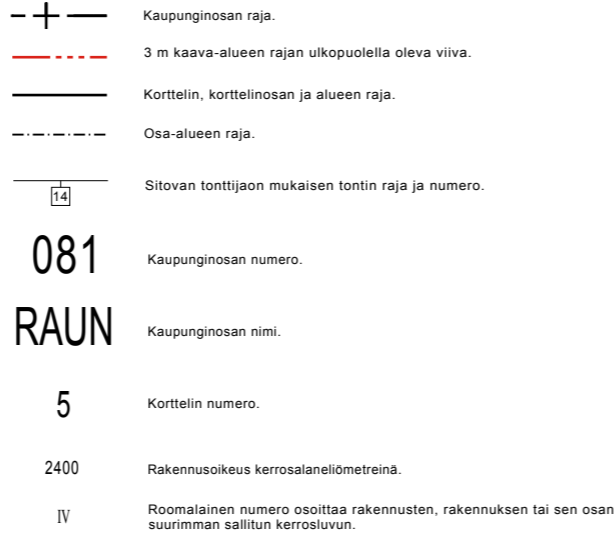 Kaupunginosan raja.
3 m kaava-alueen rajan ulkopuolella oleva viiva.
Korttelin, korttelinosan ja alueen raja.
Osa-alueen raja.
14 Sitovan tonttijaon mukaisen tontin raja ja numero.
081 Kaupunginosan numero.
RAUN Kaupunginosan nimi.
5 Korttelin numero.
2400 Rakennusoikeus kerrosalaneliömetreinä.
IV Roomalainen numero osoittaa rakennusten, rakennuksen tai sen osan
suurimman sallitun kerrosluvun.